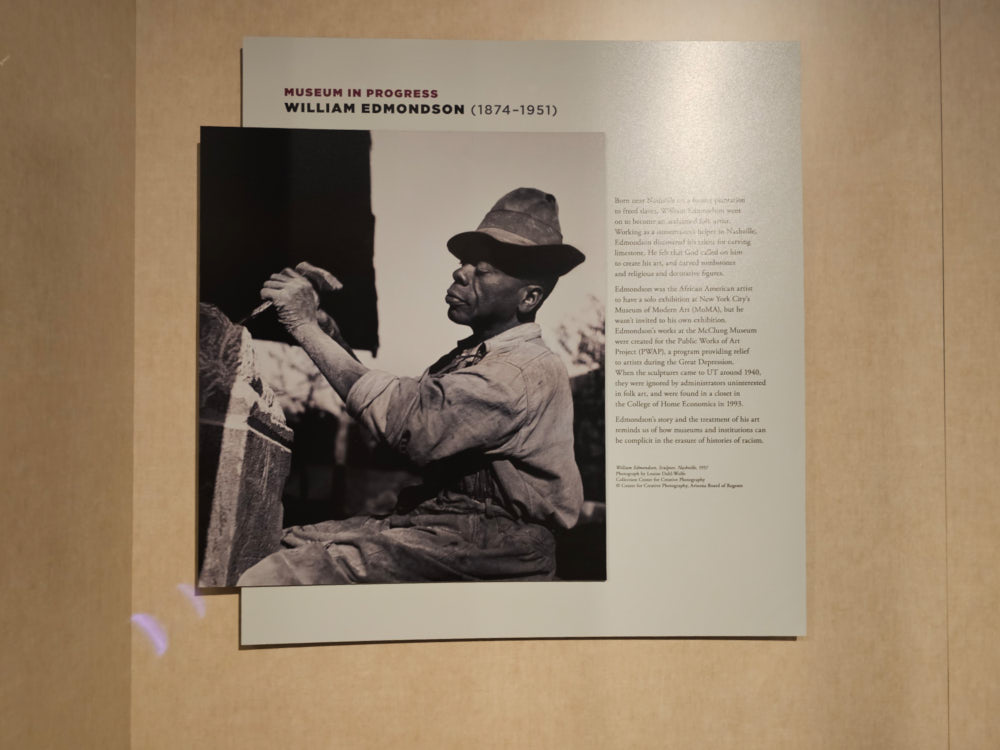 MUSEUM IN PROGRESS
WILLIAM EDMONDSON (1874–1951)
Born near Nashville on a former plantation
to freed slaves, William Edmondson went
on to become an acclaimed folk artist.
Working as a stonemason's helper in Nashville,
Edmondson discovered his talent for carving
limestone. He felt that God called on him
to create his art, and carved tombstones
and religious and decorative figures.
Edmondson was the African American artist
to have a solo exhibition at New York City's
Museum of Modern Art (MoMA), but he
wasn't invited to his own exhibition.
Edmondson's works at the McClung Museum
were created for the Public Works of Art
Project (PWAP), a program providing relief
to artists during the Great Depression.
When the sculptures came to UT around 1940,
they were ignored by administrators uninterested
in folk art, and were found in a closet in
the College of Home Economics in 1993.
Edmondson's story and the treatment of his art
reminds us of how museums and institutions can
be complicit in the erasure of histories of racism.
William Edmondson, Sculptor, Nashville, 1937
Photograph by Louise Dahl-Wolfe
Collection Center for Creative Photography
© Center for Creative Photography, Arizona Board of Regents